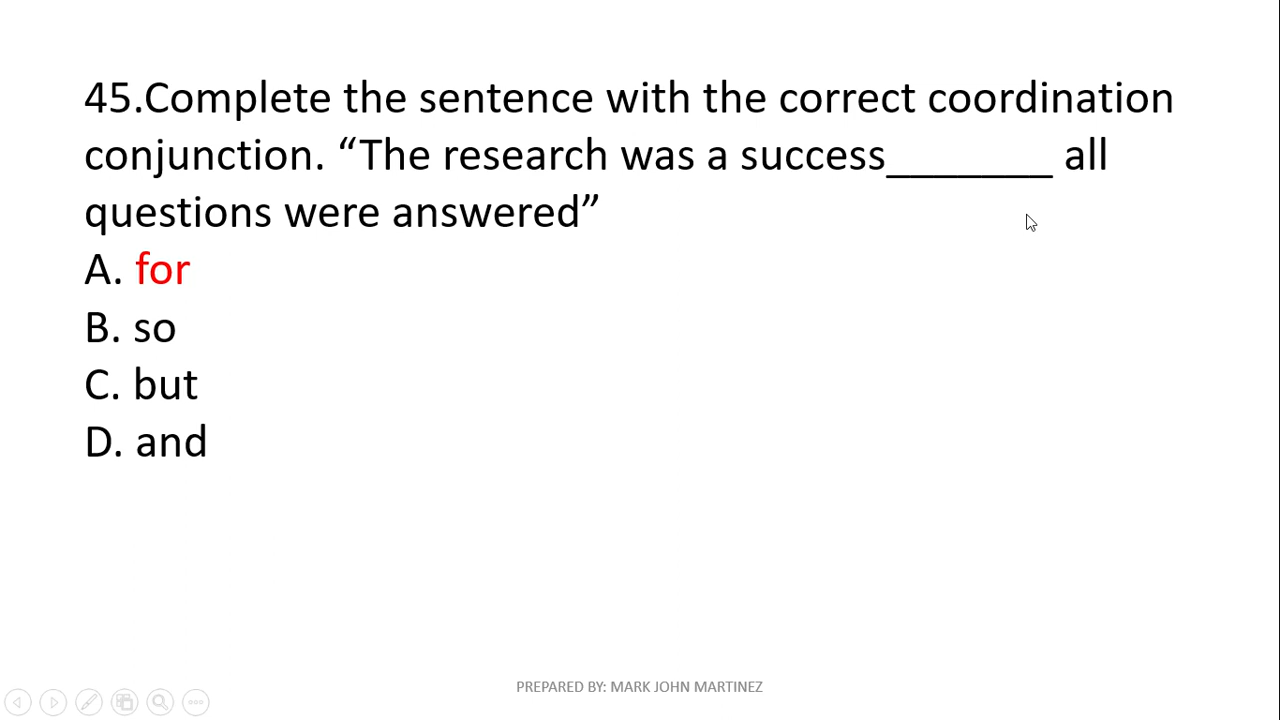 45.Complete the sentence with the correct coordination
conjunction. “The research was a success_______ all
questions were answered”
A. for
B. so
C. but
D. and
PREPARED BY: MARK JOHN MARTINEZ